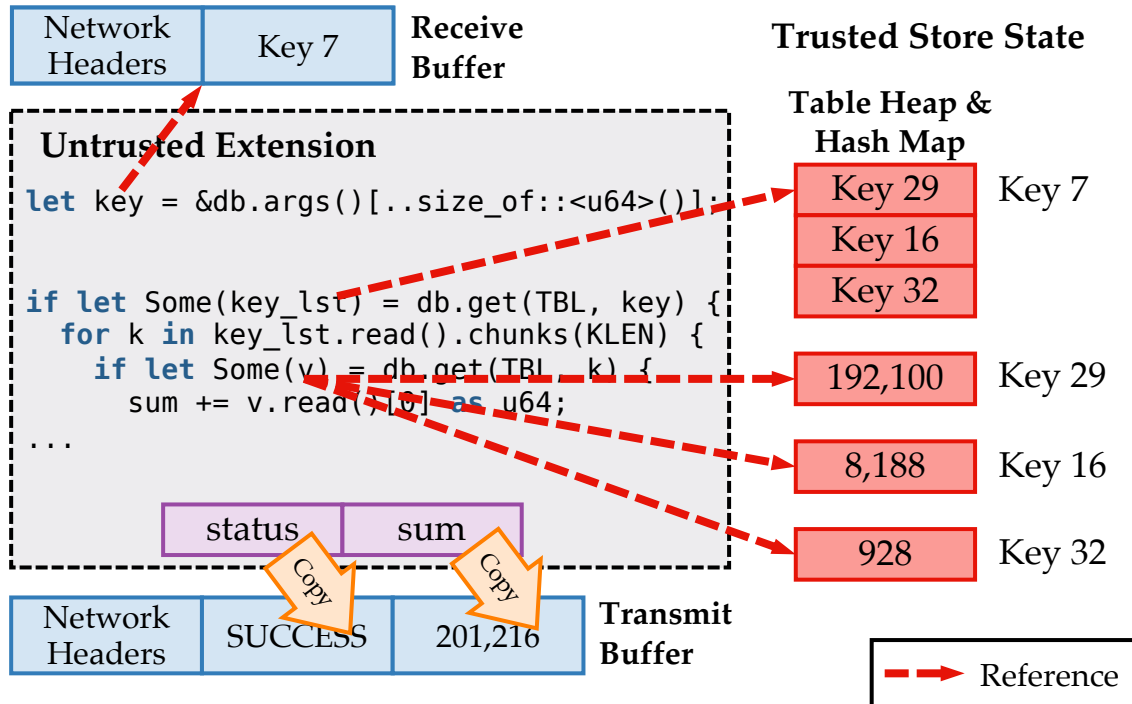 Network
Headers
Key 7
Receive
Buffer
Trusted Store State
Table Heap &
Hash Map
Untrusted Extension
let key = &db.args()[..size_of::<u64>()];
if let Some(key_lst) = db.get(TBL, key) {
for k in key_lst.read().chunks(KLEN) {
if let Some(v) = db.get(TBL, k) {
sum += v.read()[0] as u64;
...
Key 29
Key 16
Key 32
Key 7
192,100
Key 29
8,188
Key 16
928
Key 32
status
sum
Copy
Copy
Network
Headers
SUCCESS
201,216
Transmit
Buffer
Reference